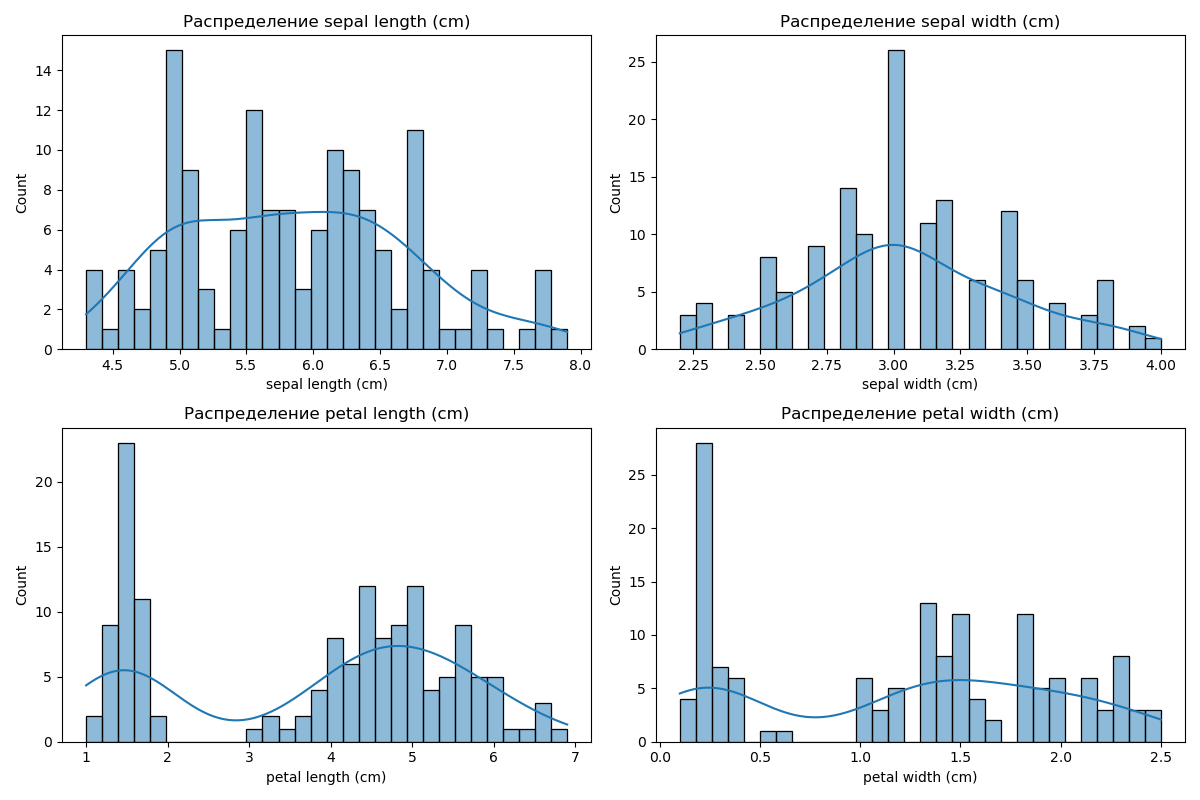 Распределение sepal length (cm)
Count
14
12
10
8
6
4
2
0
4.5 5.0 5.5 6.0 6.5 7.0 7.5 8.0
sepal length (cm)
Распределение sepal width (cm)
Count
25
20
15
10
5
0
2.25 2.50 2.75 3.00 3.25 3.50 3.75 4.00
sepal width (cm)
Распределение petal length (cm)
Count
20
15
10
5
0
1 2 3 4 5 6 7
petal length (cm)
Распределение petal width (cm)
Count
25
20
15
10
5
0
0.0 0.5 1.0 1.5 2.0 2.5
petal width (cm)